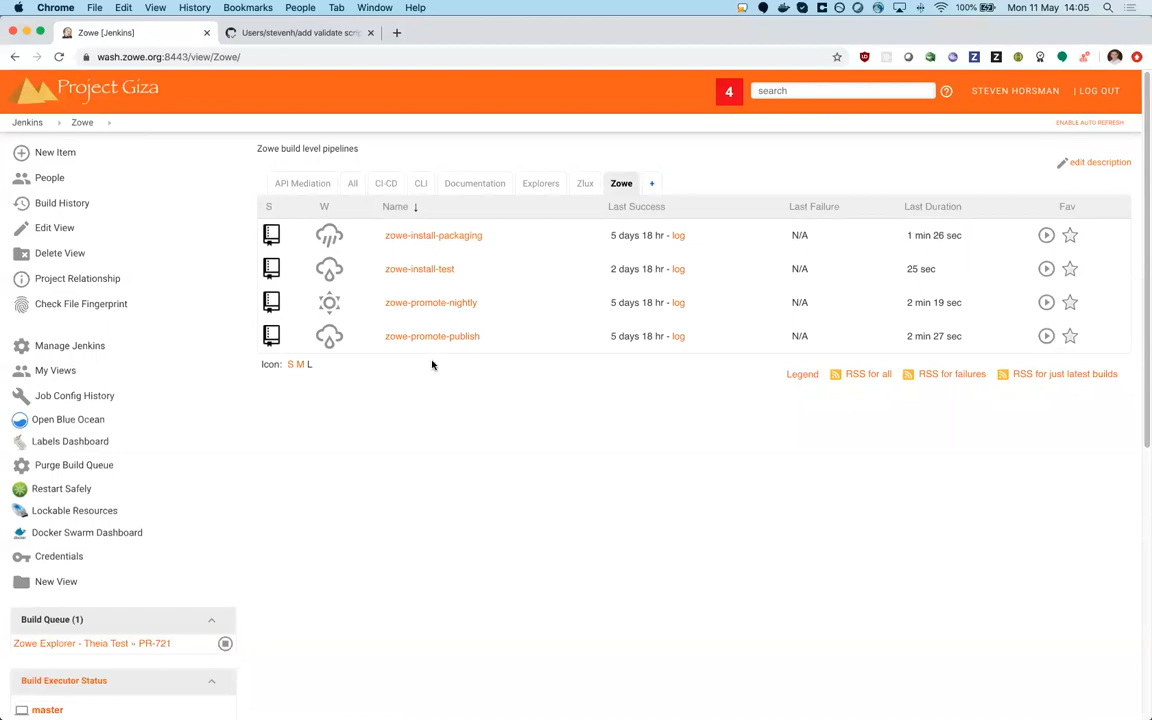 Chrome File Edit View History Bookmarks People Tab Window Help 100% Mon 11 May 14:05
Zowe [Jenkins] Users/stevenh/add validate scri
wash.zowe.org:8443/view/Zowe/
Project Giza 4 search STEVEN HORSMAN | LOG OUT
Jenkins Zowe ENABLE AUTO REFRESH
New Item
People
Build History
Edit View
Delete View
Project Relationship
Check File Fingerprint
Manage Jenkins
My Views
Job Config History
Open Blue Ocean
Labels Dashboard
Purge Build Queue
Restart Safely
Lockable Resources
Docker Swarm Dashboard
Credentials
New View
Build Queue (1)
Zowe Explorer - Theia Test » PR-721
Build Executor Status
master
Zowe build level pipelines
edit description
API Mediation All CI-CD CLI Documentation Explorers Zlux Zowe +
S W Name ↓ Last Success Last Failure Last Duration Fav
zowe-install-packaging 5 days 18 hr - log N/A 1 min 26 sec
zowe-install-test 2 days 18 hr - log N/A 25 sec
zowe-promote-nightly 5 days 18 hr - log N/A 2 min 19 sec
zowe-promote-publish 5 days 18 hr - log N/A 2 min 27 sec
Icon: S M L
Legend RSS for all RSS for failures RSS for just latest builds